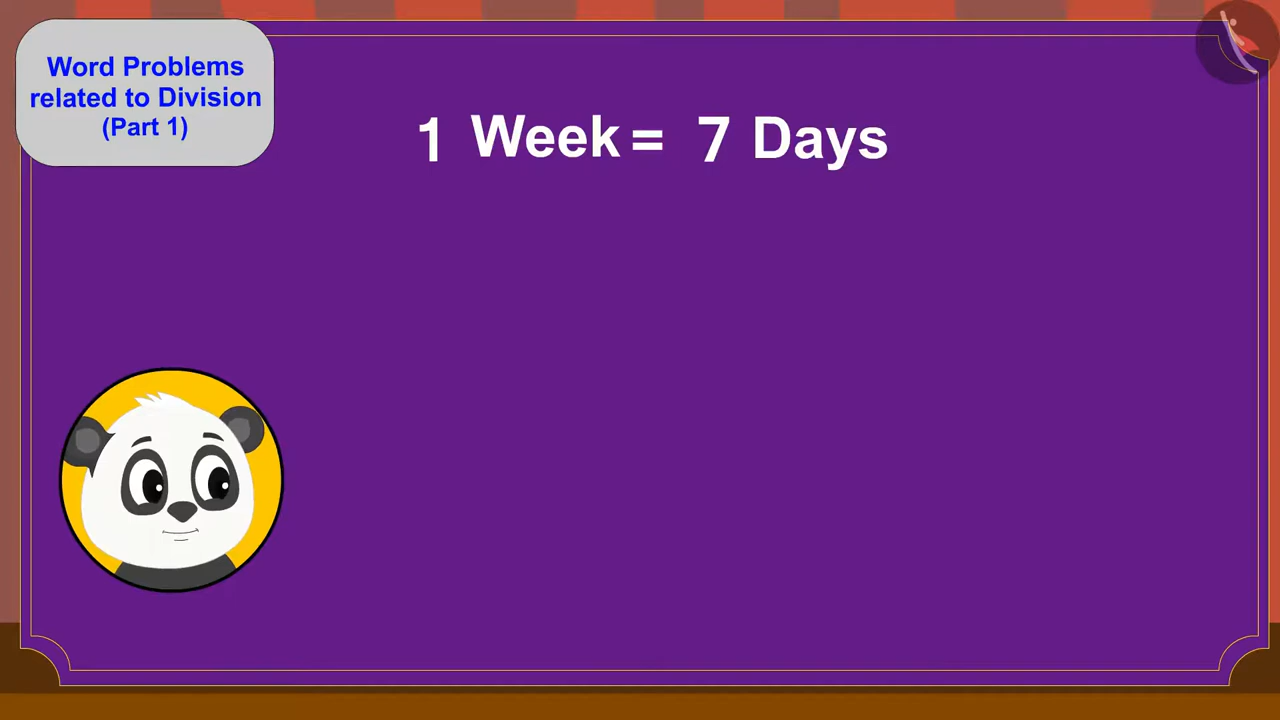 Word Problems
related to Division
(Part 1)
1 Week = 7 Days